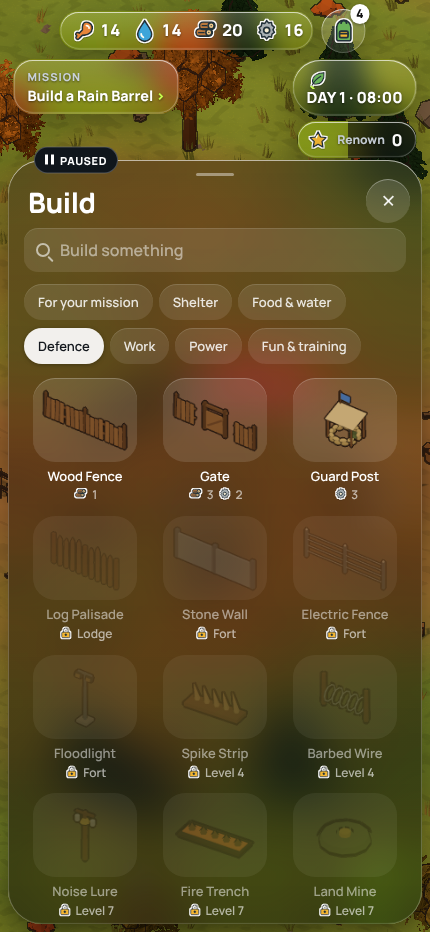 14 14 20 16
4
MISSION
Build a Rain Barrel ›
DAY 1 · 08:00
Renown 0
PAUSED
Build
Build something
For your mission Shelter Food & water
Defence Work Power Fun & training
Wood Fence Gate Guard Post
1 3 2 3
Log Palisade Stone Wall Electric Fence
Lodge Fort Fort
Floodlight Spike Strip Barbed Wire
Fort Level 4 Level 4
Noise Lure Fire Trench Land Mine
Level 7 Level 7 Level 7